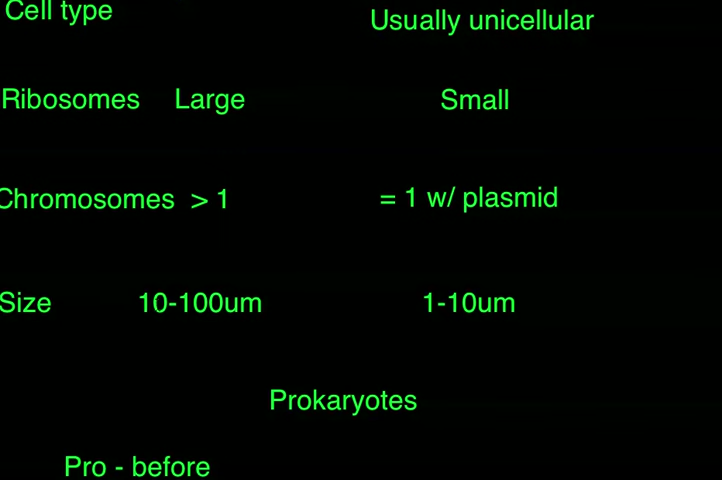 Cell type Usually unicellular
Ribosomes Large Small
Chromosomes > 1 = 1 w/ plasmid
Size 10-100um 1-10um
Prokaryotes
Pro - before